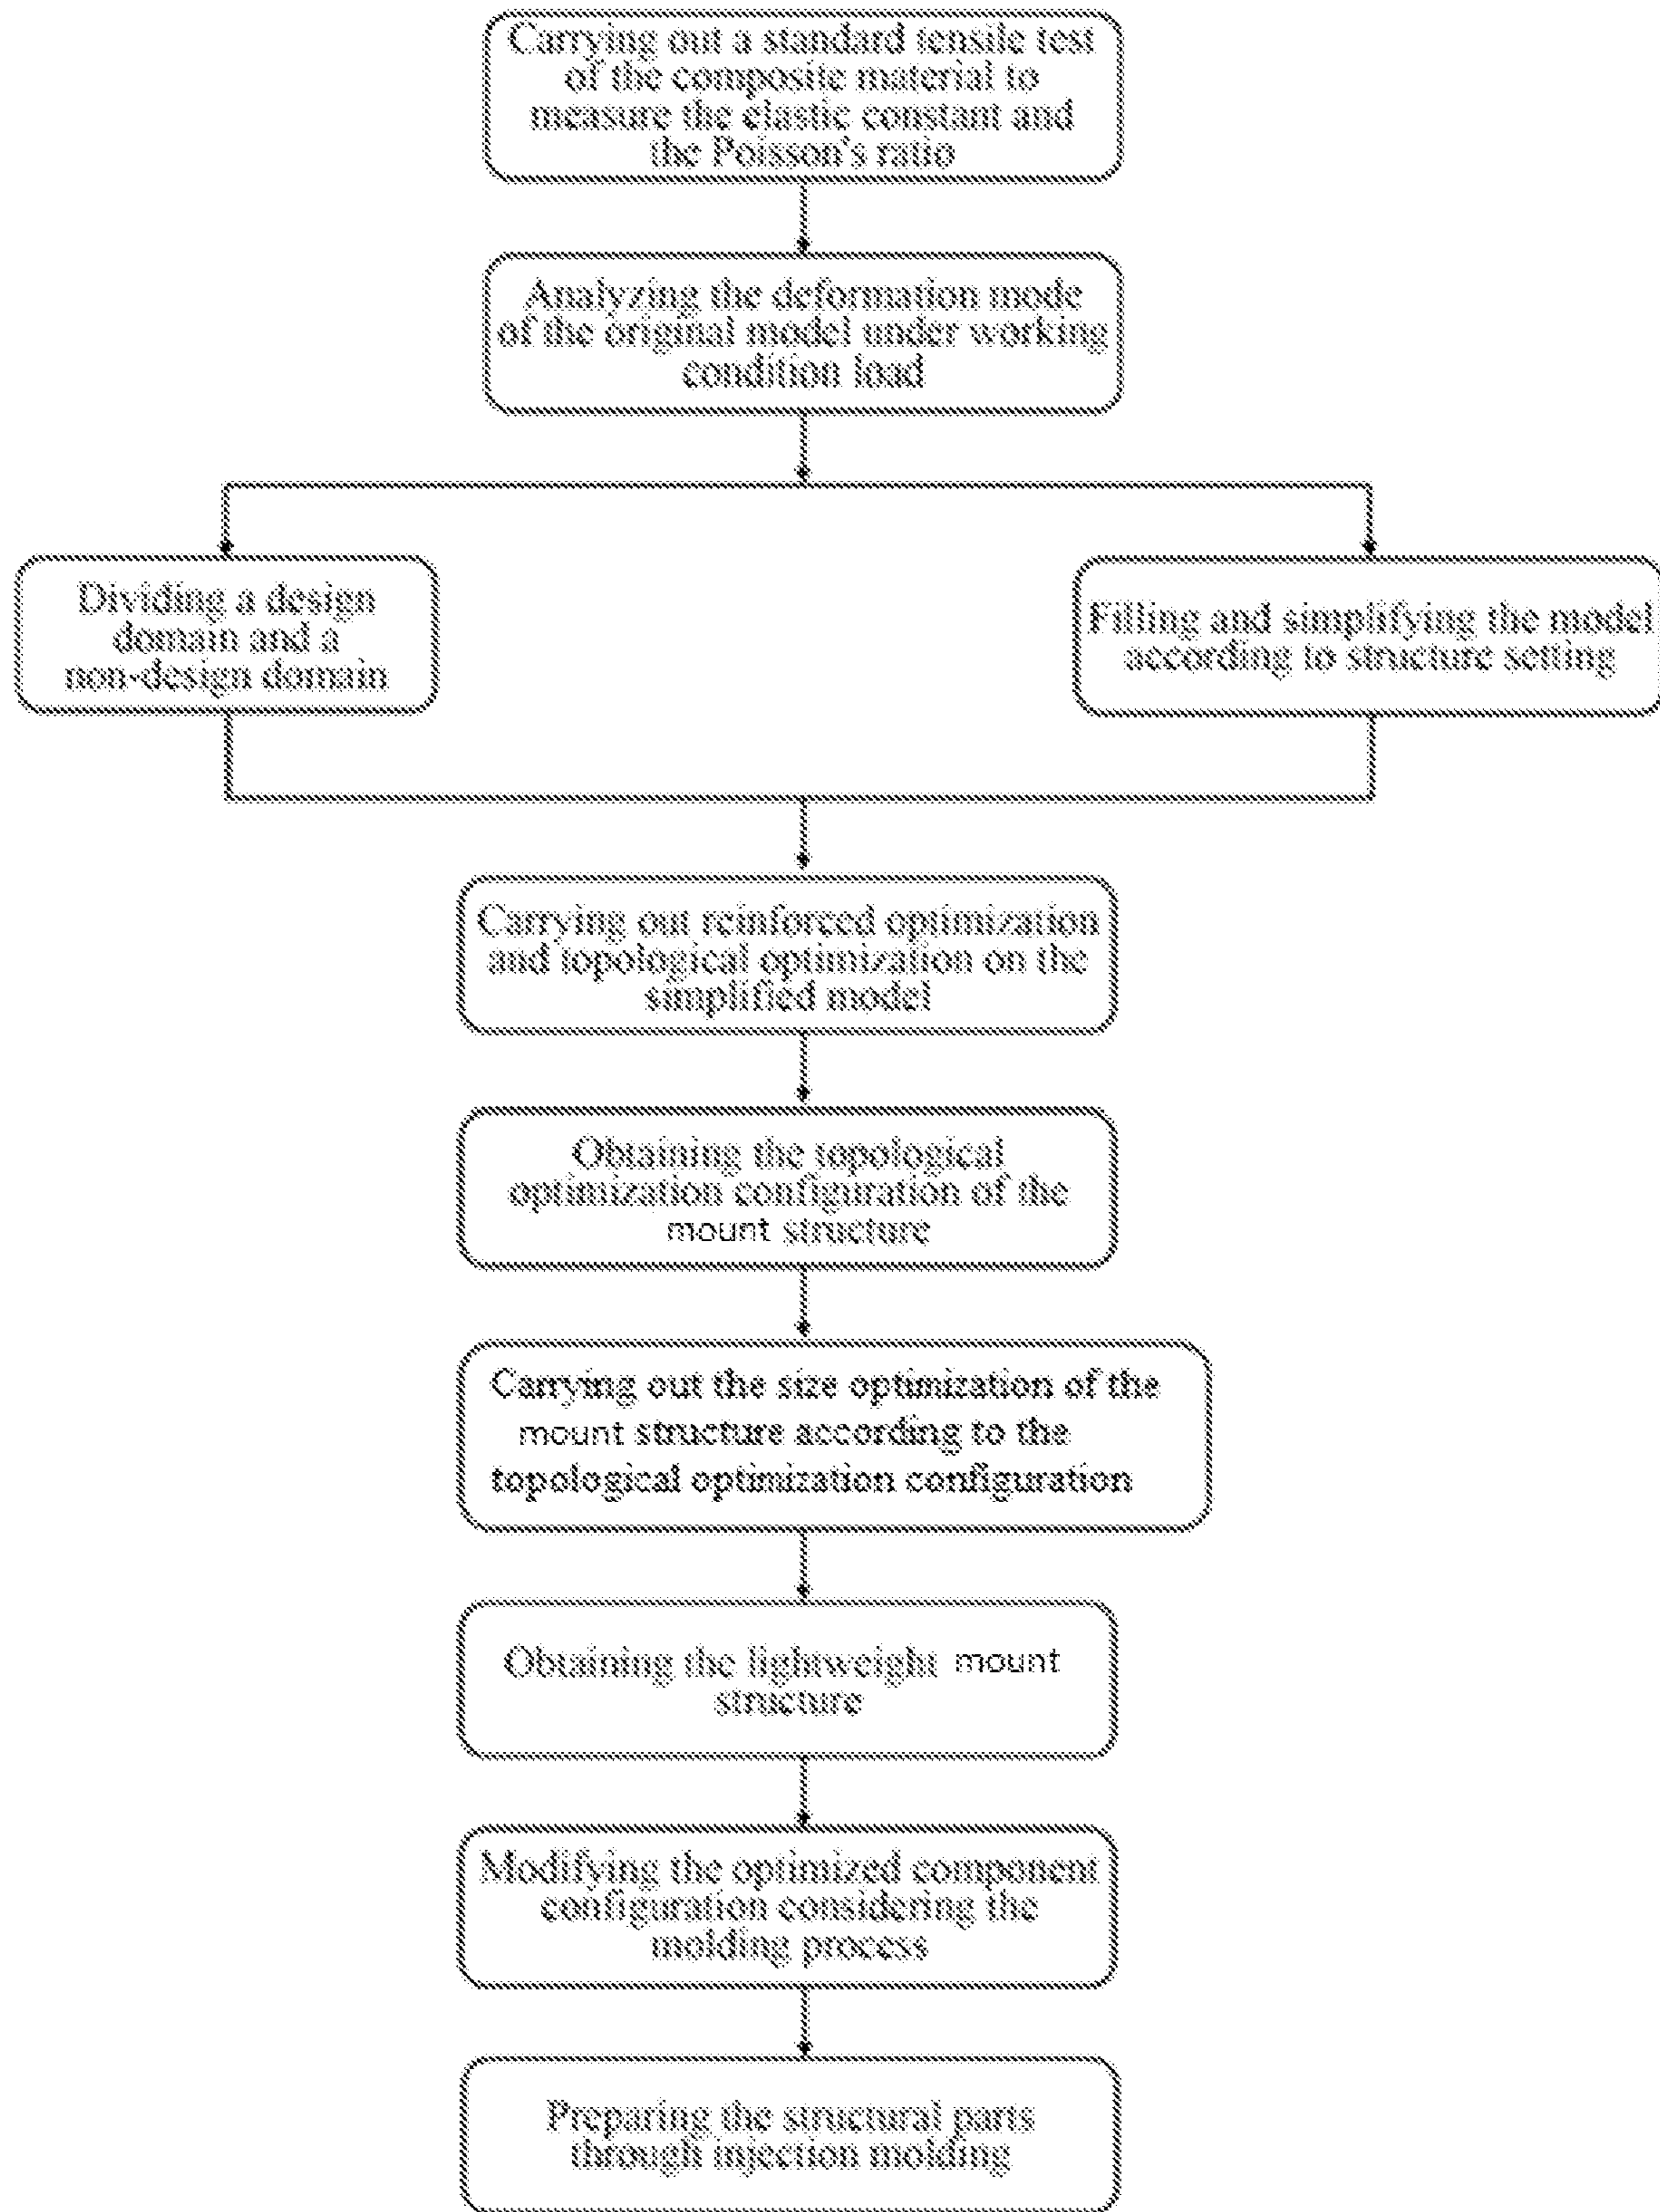 Carrying out a standard tensile test
of the composite material to
measure the elastic constant and
the Poisson's ratio
Analyzing the deformation mode
of the original model under working
condition load
Dividing a design
domain and a
non-design domain
Filling and simplifying the model
according to structure setting
Carrying out reinforced optimization
and topological optimization on the
simplified model
Obtaining the topological
optimization configuration of the
mount structure
Carrying out the size optimization of the
mount structure according to the
topological optimization configuration
Obtaining the lightweight mount
structure
Modifying the optimized component
configuration considering the
molding process
Preparing the structural parts
through injection molding